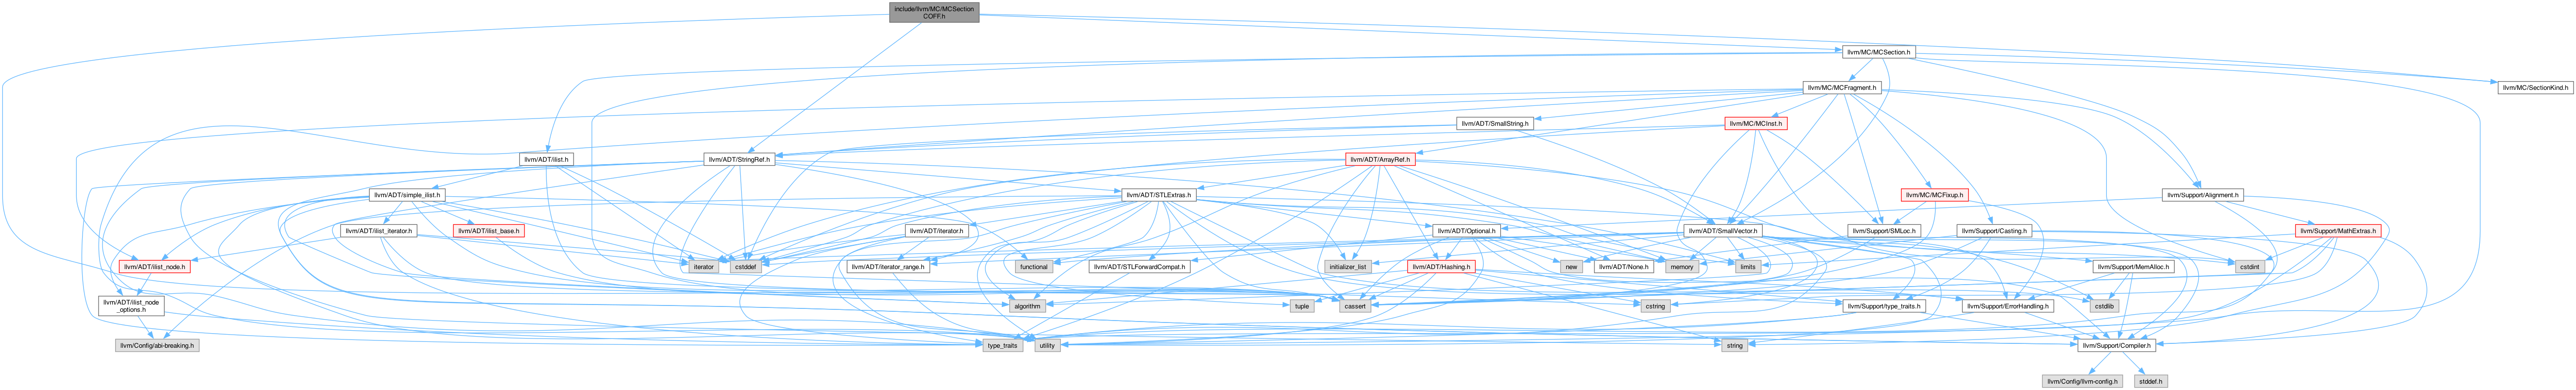 include/llvm/MC/MCSection
COFF.h
llvm/MC/MCSection.h
llvm/MC/MCFragment.h
llvm/MC/SectionKind.h
llvm/ADT/SmallString.h
llvm/MC/MCInst.h
llvm/ADT/ilist.h
llvm/ADT/StringRef.h
llvm/ADT/ArrayRef.h
llvm/ADT/simple_ilist.h
llvm/ADT/STLExtras.h
llvm/MC/MCFixup.h
llvm/Support/Alignment.h
llvm/ADT/ilist_iterator.h
llvm/ADT/ilist_base.h
llvm/ADT/iterator.h
llvm/ADT/Optional.h
llvm/ADT/SmallVector.h
llvm/Support/SMLoc.h
llvm/Support/Casting.h
llvm/Support/MathExtras.h
llvm/ADT/ilist_node.h
iterator
cstddef
llvm/ADT/iterator_range.h
functional
llvm/ADT/STLForwardCompat.h
initializer_list
llvm/ADT/Hashing.h
new
llvm/ADT/None.h
memory
limits
llvm/Support/MemAlloc.h
cstdint
llvm/ADT/ilist_node
_options.h
algorithm
tuple
cassert
cstring
llvm/Support/type_traits.h
llvm/Support/ErrorHandling.h
cstdlib
llvm/Config/abi-breaking.h
type_traits
utility
string
llvm/Support/Compiler.h
llvm/Config/llvm-config.h
stddef.h